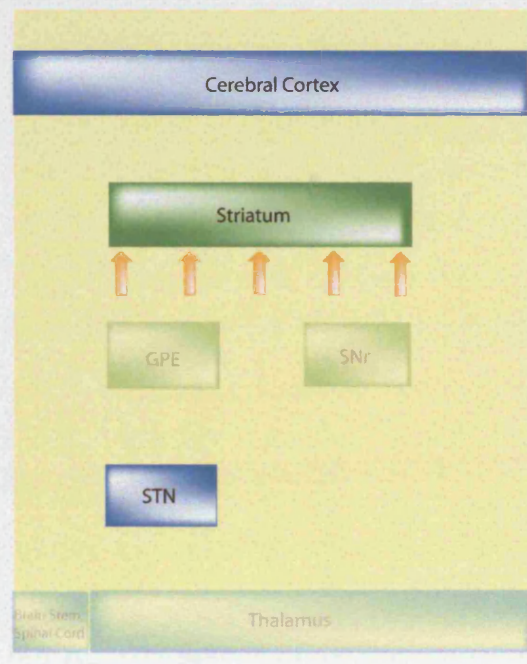 Cerebral Cortex
Striatum
GPE
SNr
STN
Brain Stem
Spinal Cord
Thalamus